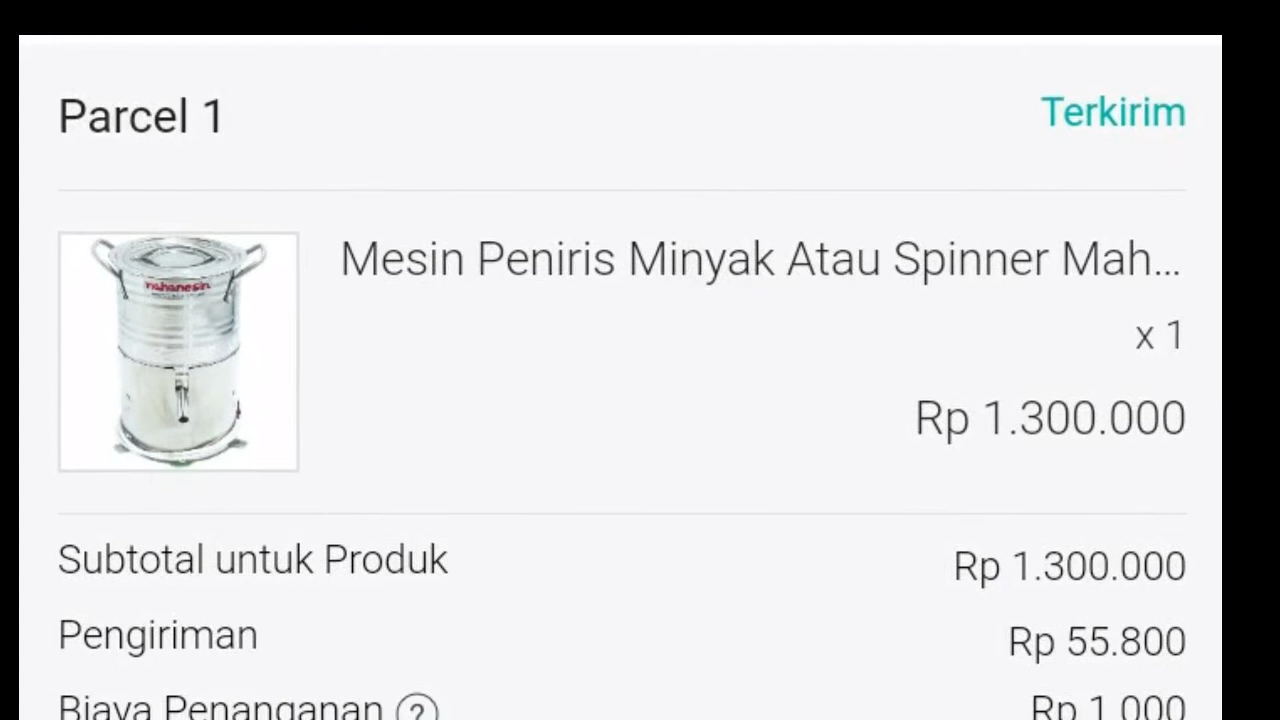 Parcel 1
Terkirim
mahamesin
Mesin Peniris Minyak Atau Spinner Mah...
x 1
Rp 1.300.000
Subtotal untuk Produk
Rp 1.300.000
Pengiriman
Rp 55.800
Biaya Penanganan ?
Rp 1.000